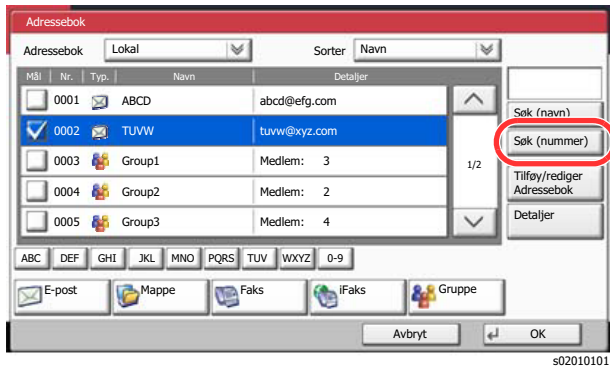 Adressebok
Adressebok Lokal Sorter Navn
Mål Nr. Typ. Navn Detaljer
0001 ABCD abcd@efg.com
0002 TUVW tuvw@xyz.com
0003 Group1 Medlem: 3
0004 Group2 Medlem: 2
0005 Group3 Medlem: 4
1/2
Søk (navn)
Søk (nummer)
Tilføy/rediger
Adressebok
Detaljer
ABC DEF GHI JKL MNO PQRS TUV WXYZ 0-9
E-post Mappe Faks iFaks Gruppe
Avbryt OK
s02010101